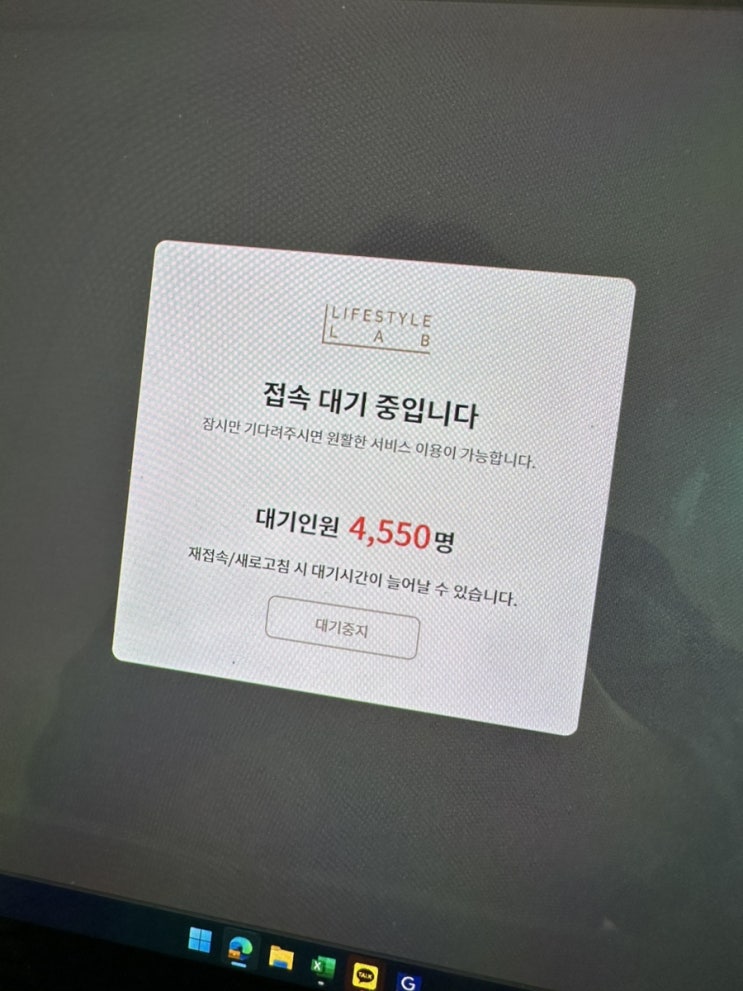 LIFESTYLE
L A B
접속 대기 중입니다
잠시만 기다려주시면 원활한 서비스 이용이 가능합니다.
대기인원 4,550명
재접속/새로고침 시 대기시간이 늘어날 수 있습니다.
대기중지
TALK
G